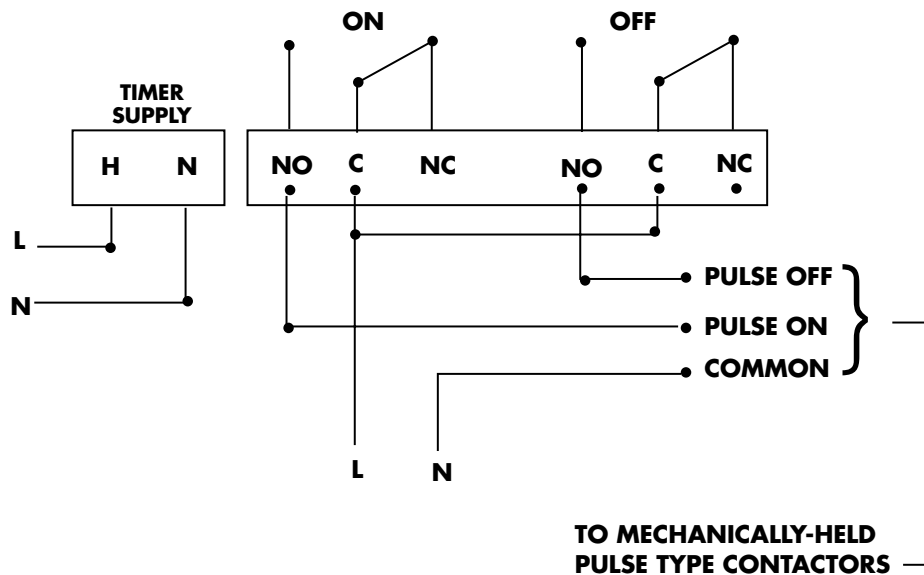 ON
OFF
TIMER
SUPPLY
H N
NO C NC NO C NC
L
N
PULSE OFF
PULSE ON
COMMON
L N
TO MECHANICALLY-HELD
PULSE TYPE CONTACTORS